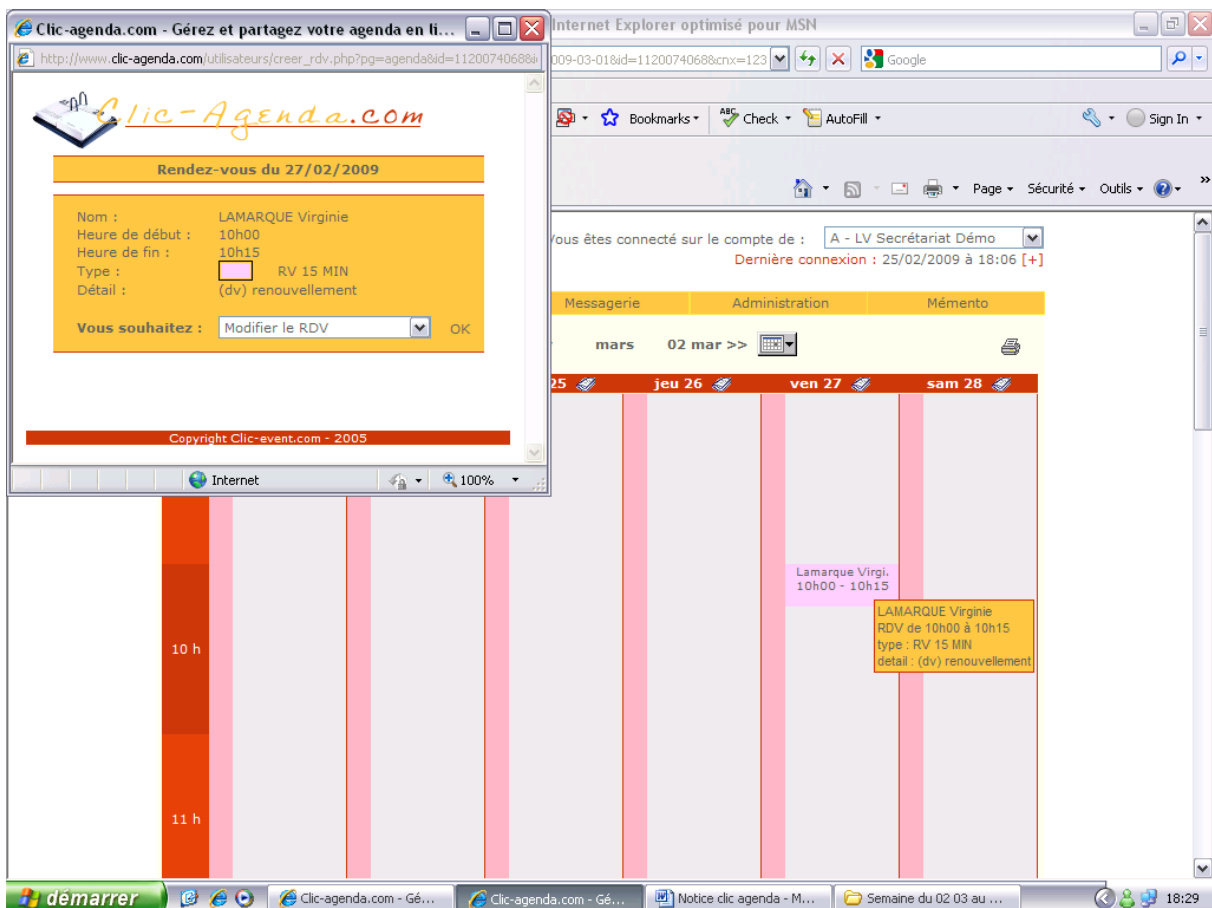 Clic-agenda.com - Gérez et partagez votre agenda en li...
http://www.clic-agenda.com/utilisateurs/creer_rdv.php?pg=agenda&id=1120074068&i
Clic-Agenda.com
Rendez-vous du 27/02/2009
Nom : LAMARQUE Virginie
Heure de début : 10h00
Heure de fin : 10h15
Type : RV 15 MIN
Détail : (dv) renouvellement
Vous souhaitez : Modifier le RDV OK
Copyright Clic-event.com - 2005
Internet 100%
Internet Explorer optimisé pour MSN
009-03-01&id=1120074068&cnx=123 Google
Bookmarks ABC Check AutoFill Sign In
Page Sécurité Outils »
Vous êtes connecté sur le compte de : A - LV Secrétariat Démo
Dernière connexion : 25/02/2009 à 18:06 [+]
Messagerie Administration Mémento
mars 02 mar >>
25 jeu 26 ven 27 sam 28
Lamarque Virgi.
10h00 - 10h15
LAMARQUE Virginie
RDV de 10h00 à 10h15
type : RV 15 MIN
detail : (dv) renouvellement
10 h
11 h
démarrer Clic-agenda.com - Gé... Clic-agenda.com - Gé... Notice clic agenda - M... Semaine du 02 03 au ... 18:29